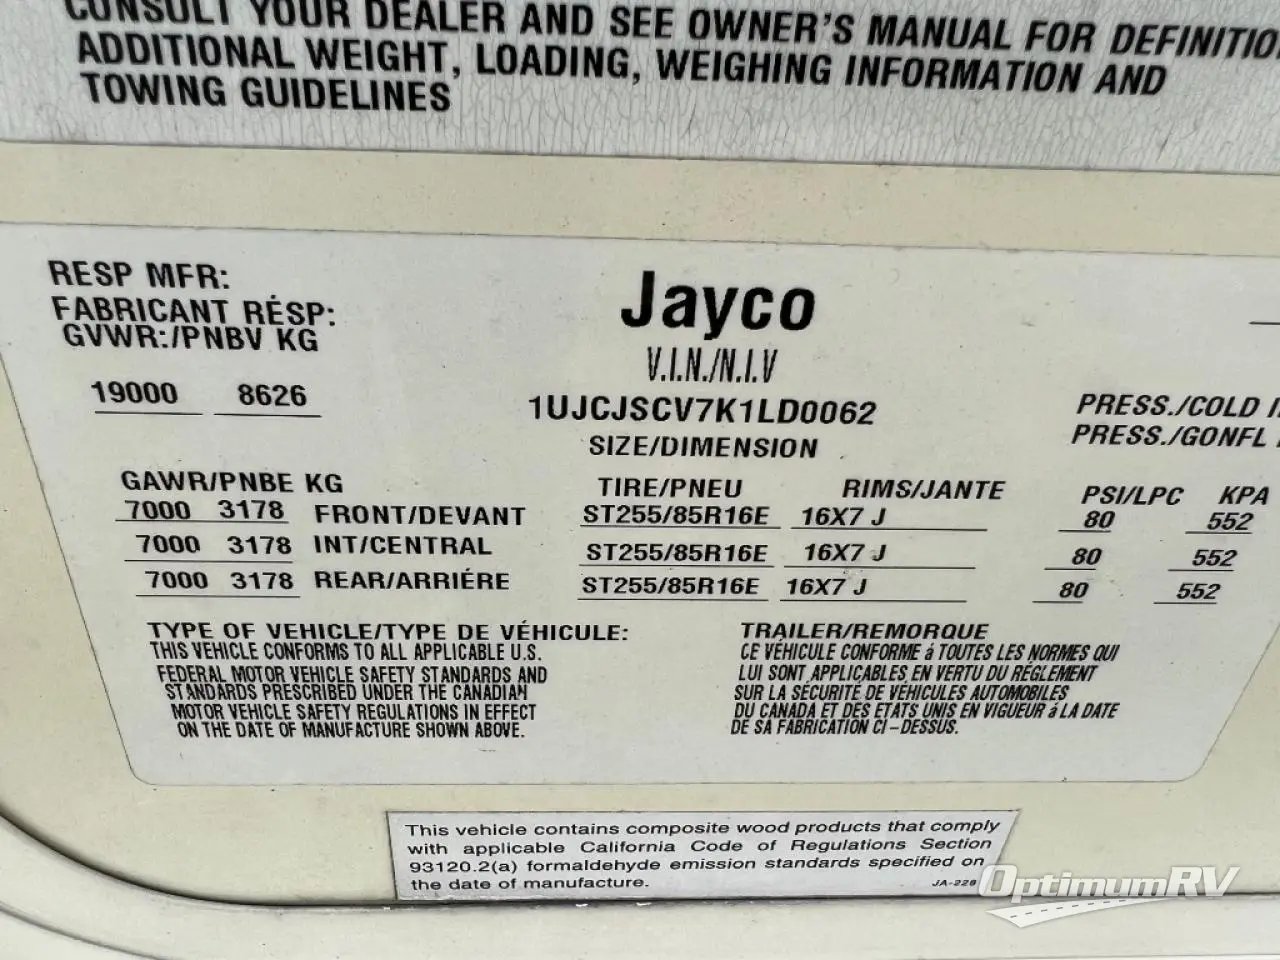 CONSULT YOUR DEALER AND SEE OWNER'S MANUAL FOR DEFINITIO
ADDITIONAL WEIGHT, LOADING, WEIGHING INFORMATION AND
TOWING GUIDELINES
RESP MFR:
FABRICANT RÉSP:
GVWR:/PNBV KG
19000 8626
Jayco
V.I.N./N.I.V
1UJCJSCV7K1LD0062
SIZE/DIMENSION
PRESS./COLD
PRESS./GONFL
GAWR/PNBE KG TIRE/PNEU RIMS/JANTE PSI/LPC KPA
7000 3178 FRONT/DEVANT ST255/85R16E 16X7 J 80 552
7000 3178 INT/CENTRAL ST255/85R16E 16X7 J 80 552
7000 3178 REAR/ARRIÉRE ST255/85R16E 16X7 J 80 552
TYPE OF VEHICLE/TYPE DE VÉHICULE: TRAILER/REMORQUE
THIS VEHICLE CONFORMS TO ALL APPLICABLE U.S.
FEDERAL MOTOR VEHICLE SAFETY STANDARDS AND
STANDARDS PRESCRIBED UNDER THE CANADIAN
MOTOR VEHICLE SAFETY REGULATIONS IN EFFECT
ON THE DATE OF MANUFACTURE SHOWN ABOVE.
CE VÉHICULE CONFORME á TOUTES LES NORMES QUI
LUI SONT APPLICABLES EN VERTU DU RÉGLEMENT
SUR LA SÉCURITE DE VÉHICULES AUTOMOBILES
DU CANADA ET DES ETATS UNIS EN VIGUEUR á LA DATE
DE SA FABRICATION CI-DESSUS.
This vehicle contains composite wood products that comply
with applicable California Code of Regulations Section
93120.2(a) formaldehyde emission standards specified on
the date of manufacture.
JA-228
OptimumRV